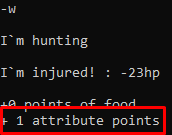 -w
I`m hunting
I`m injured! : -23hp
+0 points of food
+ 1 attribute points